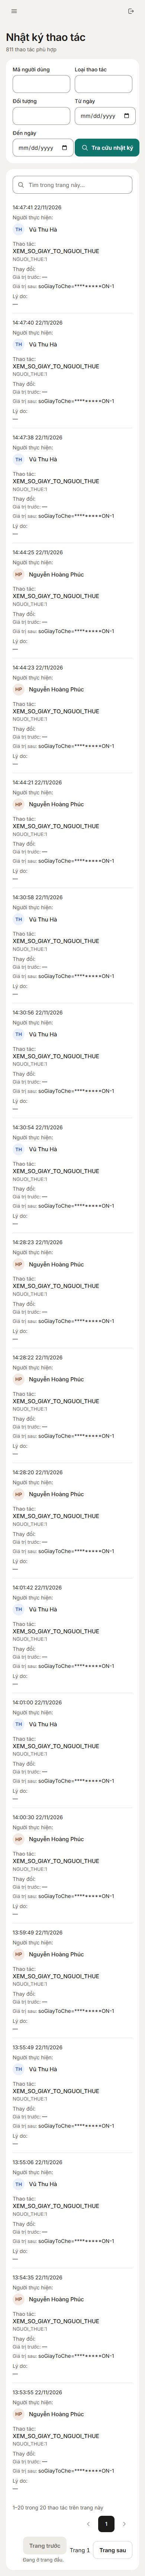 Nhật ký thao tác
811 thao tác phù hợp
Mã người dùng
Loại thao tác
Đối tượng
Từ ngày
mm/dd/yyyy
Đến ngày
mm/dd/yyyy
Tra cứu nhật ký
Tìm trong trang này...
14:47:41 22/11/2026
Người thực hiện:
TH Vũ Thu Hà
Thao tác:
XEM_SO_GIAY_TO_NGUOI_THUE
NGUOI_THUE:1
Thay đổi:
Giá trị trước: —
Giá trị sau: soGiayToChe=********ON-1
Lý do:
—
14:47:40 22/11/2026
Người thực hiện:
TH Vũ Thu Hà
Thao tác:
XEM_SO_GIAY_TO_NGUOI_THUE
NGUOI_THUE:1
Thay đổi:
Giá trị trước: —
Giá trị sau: soGiayToChe=********ON-1
Lý do:
—
14:47:38 22/11/2026
Người thực hiện:
TH Vũ Thu Hà
Thao tác:
XEM_SO_GIAY_TO_NGUOI_THUE
NGUOI_THUE:1
Thay đổi:
Giá trị trước: —
Giá trị sau: soGiayToChe=********ON-1
Lý do:
—
14:44:25 22/11/2026
Người thực hiện:
HP Nguyễn Hoàng Phúc
Thao tác:
XEM_SO_GIAY_TO_NGUOI_THUE
NGUOI_THUE:1
Thay đổi:
Giá trị trước: —
Giá trị sau: soGiayToChe=********ON-1
Lý do:
—
14:44:23 22/11/2026
Người thực hiện:
HP Nguyễn Hoàng Phúc
Thao tác:
XEM_SO_GIAY_TO_NGUOI_THUE
NGUOI_THUE:1
Thay đổi:
Giá trị trước: —
Giá trị sau: soGiayToChe=********ON-1
Lý do:
—
14:44:21 22/11/2026
Người thực hiện:
HP Nguyễn Hoàng Phúc
Thao tác:
XEM_SO_GIAY_TO_NGUOI_THUE
NGUOI_THUE:1
Thay đổi:
Giá trị trước: —
Giá trị sau: soGiayToChe=********ON-1
Lý do:
—
14:30:58 22/11/2026
Người thực hiện:
TH Vũ Thu Hà
Thao tác:
XEM_SO_GIAY_TO_NGUOI_THUE
NGUOI_THUE:1
Thay đổi:
Giá trị trước: —
Giá trị sau: soGiayToChe=********ON-1
Lý do:
—
14:30:56 22/11/2026
Người thực hiện:
TH Vũ Thu Hà
Thao tác:
XEM_SO_GIAY_TO_NGUOI_THUE
NGUOI_THUE:1
Thay đổi:
Giá trị trước: —
Giá trị sau: soGiayToChe=********ON-1
Lý do:
—
14:30:54 22/11/2026
Người thực hiện:
TH Vũ Thu Hà
Thao tác:
XEM_SO_GIAY_TO_NGUOI_THUE
NGUOI_THUE:1
Thay đổi:
Giá trị trước: —
Giá trị sau: soGiayToChe=********ON-1
Lý do:
—
14:28:23 22/11/2026
Người thực hiện:
HP Nguyễn Hoàng Phúc
Thao tác:
XEM_SO_GIAY_TO_NGUOI_THUE
NGUOI_THUE:1
Thay đổi:
Giá trị trước: —
Giá trị sau: soGiayToChe=********ON-1
Lý do:
—
14:28:22 22/11/2026
Người thực hiện:
HP Nguyễn Hoàng Phúc
Thao tác:
XEM_SO_GIAY_TO_NGUOI_THUE
NGUOI_THUE:1
Thay đổi:
Giá trị trước: —
Giá trị sau: soGiayToChe=********ON-1
Lý do:
—
14:28:20 22/11/2026
Người thực hiện:
HP Nguyễn Hoàng Phúc
Thao tác:
XEM_SO_GIAY_TO_NGUOI_THUE
NGUOI_THUE:1
Thay đổi:
Giá trị trước: —
Giá trị sau: soGiayToChe=********ON-1
Lý do:
—
14:01:42 22/11/2026
Người thực hiện:
TH Vũ Thu Hà
Thao tác:
XEM_SO_GIAY_TO_NGUOI_THUE
NGUOI_THUE:1
Thay đổi:
Giá trị trước: —
Giá trị sau: soGiayToChe=********ON-1
Lý do:
—
14:01:00 22/11/2026
Người thực hiện:
TH Vũ Thu Hà
Thao tác:
XEM_SO_GIAY_TO_NGUOI_THUE
NGUOI_THUE:1
Thay đổi:
Giá trị trước: —
Giá trị sau: soGiayToChe=********ON-1
Lý do:
—
14:00:30 22/11/2026
Người thực hiện:
HP Nguyễn Hoàng Phúc
Thao tác:
XEM_SO_GIAY_TO_NGUOI_THUE
NGUOI_THUE:1
Thay đổi:
Giá trị trước: —
Giá trị sau: soGiayToChe=********ON-1
Lý do:
—
13:59:49 22/11/2026
Người thực hiện:
HP Nguyễn Hoàng Phúc
Thao tác:
XEM_SO_GIAY_TO_NGUOI_THUE
NGUOI_THUE:1
Thay đổi:
Giá trị trước: —
Giá trị sau: soGiayToChe=********ON-1
Lý do:
—
13:55:49 22/11/2026
Người thực hiện:
TH Vũ Thu Hà
Thao tác:
XEM_SO_GIAY_TO_NGUOI_THUE
NGUOI_THUE:1
Thay đổi:
Giá trị trước: —
Giá trị sau: soGiayToChe=********ON-1
Lý do:
—
13:55:06 22/11/2026
Người thực hiện:
TH Vũ Thu Hà
Thao tác:
XEM_SO_GIAY_TO_NGUOI_THUE
NGUOI_THUE:1
Thay đổi:
Giá trị trước: —
Giá trị sau: soGiayToChe=********ON-1
Lý do:
—
13:54:35 22/11/2026
Người thực hiện:
HP Nguyễn Hoàng Phúc
Thao tác:
XEM_SO_GIAY_TO_NGUOI_THUE
NGUOI_THUE:1
Thay đổi:
Giá trị trước: —
Giá trị sau: soGiayToChe=********ON-1
Lý do:
—
13:53:55 22/11/2026
Người thực hiện:
HP Nguyễn Hoàng Phúc
Thao tác:
XEM_SO_GIAY_TO_NGUOI_THUE
NGUOI_THUE:1
Thay đổi:
Giá trị trước: —
Giá trị sau: soGiayToChe=********ON-1
Lý do:
—
1–20 trong 20 thao tác trên trang này
1
Trang trước
Trang 1
Trang sau
Đang ở trang đầu.